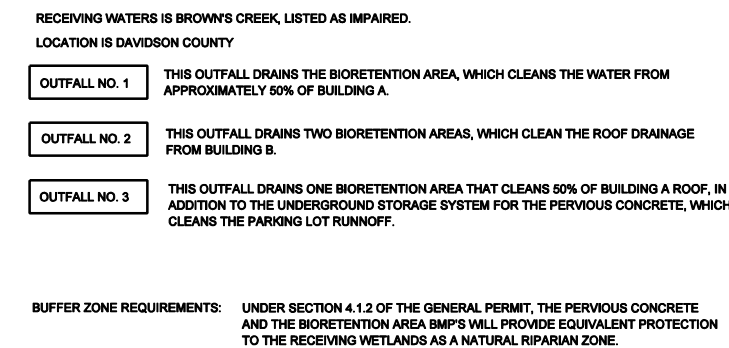 RECEIVING WATERS IS BROWN'S CREEK, LISTED AS IMPAIRED.
LOCATION IS DAVIDSON COUNTY
OUTFALL NO. 1
THIS OUTFALL DRAINS THE BIORETENTION AREA, WHICH CLEANS THE WATER FROM
APPROXIMATELY 50% OF BUILDING A.
OUTFALL NO. 2
THIS OUTFALL DRAINS TWO BIORETENTION AREAS, WHICH CLEAN THE ROOF DRAINAGE
FROM BUILDING B.
OUTFALL NO. 3
THIS OUTFALL DRAINS ONE BIORETENTION AREA THAT CLEANS 50% OF BUILDING A ROOF, IN
ADDITION TO THE UNDERGROUND STORAGE SYSTEM FOR THE PERVIOUS CONCRETE, WHICH
CLEANS THE PARKING LOT RUNNOFF.
BUFFER ZONE REQUIREMENTS: UNDER SECTION 4.1.2 OF THE GENERAL PERMIT, THE PERVIOUS CONCRETE
AND THE BIORETENTION AREA BMP'S WILL PROVIDE EQUIVALENT PROTECTION
TO THE RECEIVING WETLANDS AS A NATURAL RIPARIAN ZONE.